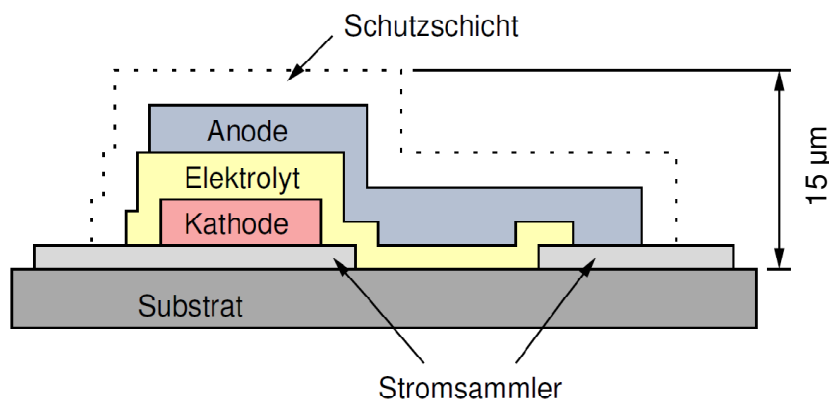 Schutzschicht
Anode
Elektrolyt
Kathode
15 µm
Substrat
Stromsammler